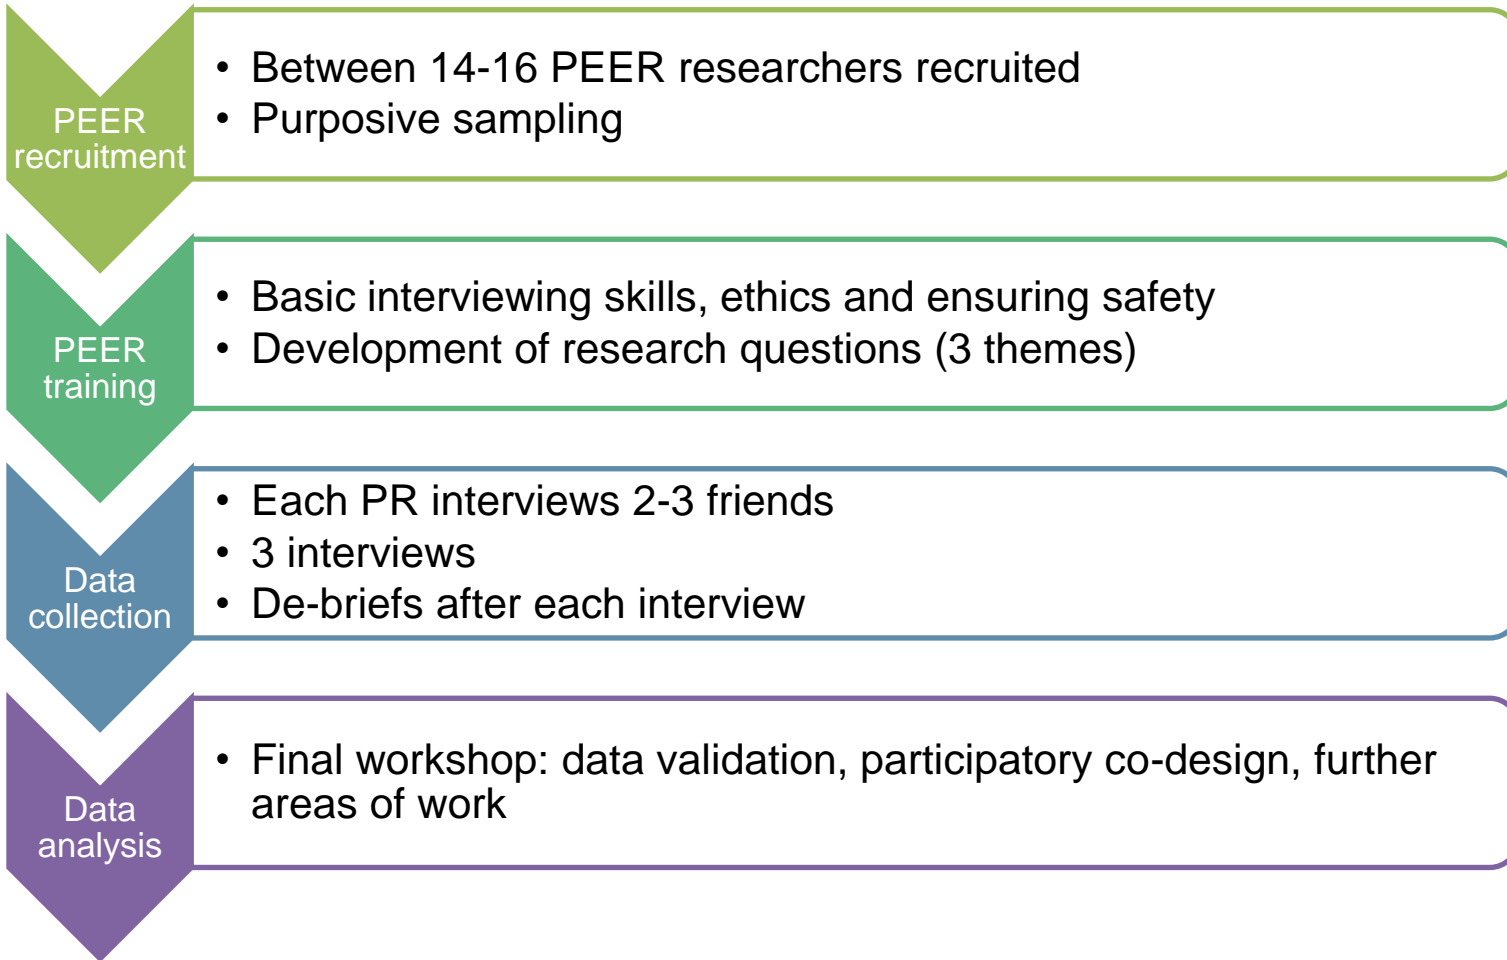 PEER
recruitment
• Between 14-16 PEER researchers recruited
• Purposive sampling
PEER
training
• Basic interviewing skills, ethics and ensuring safety
• Development of research questions (3 themes)
Data
collection
• Each PR interviews 2-3 friends
• 3 interviews
• De-briefs after each interview
Data
analysis
• Final workshop: data validation, participatory co-design, further
areas of work